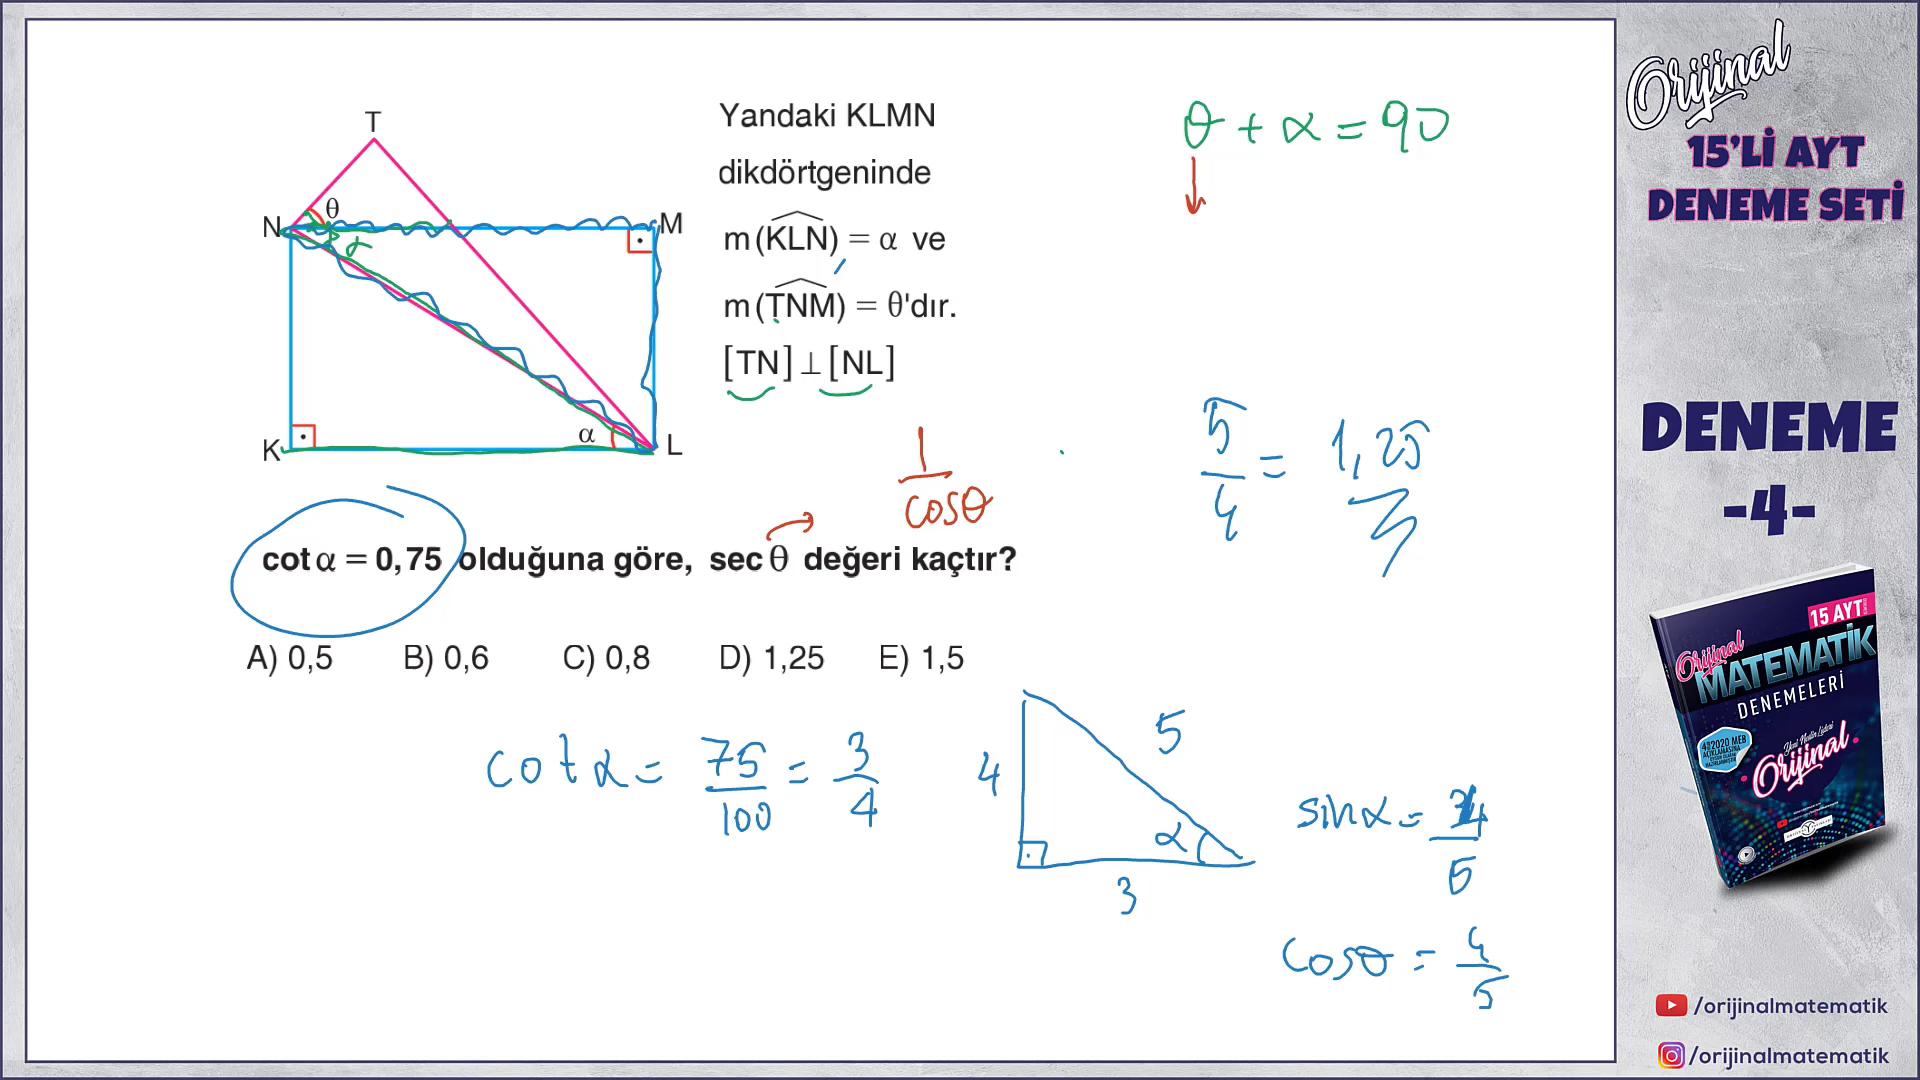 T
N
θ
α
M
K
α
L
Yandaki KLMN
dikdörtgeninde
m(KLN) = α ve
m(TNM) = θ'dır.
[TN] ⊥ [NL]
θ + α = 90
1
cosθ
5
4
= 1,25
cot α = 0,75 olduğuna göre, sec θ değeri kaçtır?
A) 0,5 B) 0,6 C) 0,8 D) 1,25 E) 1,5
cot α = 75/100 = 3/4
4
5
α
3
sin α = 4/5
cosθ = 4/5
Orijinal
15'Lİ AYT
DENEME SETİ
DENEME
-4-
15 AYT
Orijinal
MATEMATİK
DENEMELERİ
Orijinal
/orijinalmatematik
/orijinalmatematik